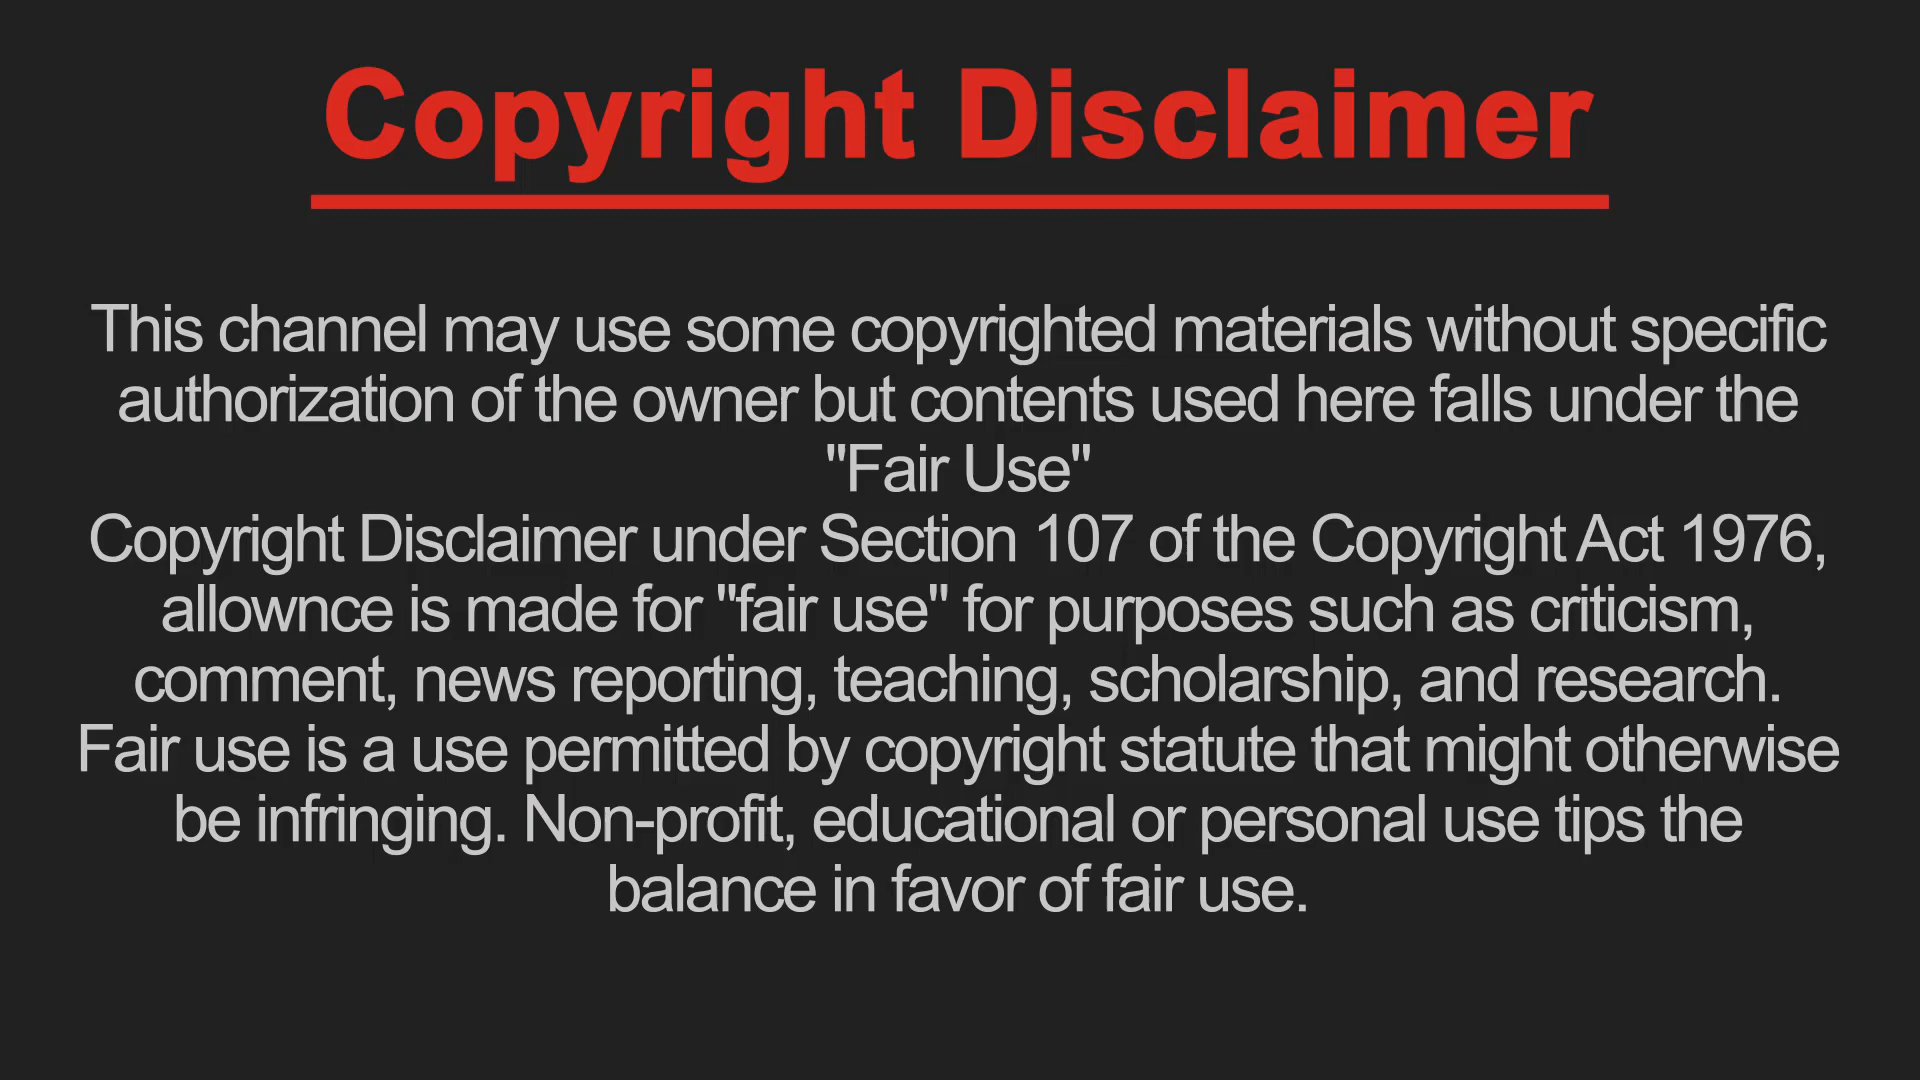 Copyright Disclaimer
This channel may use some copyrighted materials without specific
authorization of the owner but contents used here falls under the
"Fair Use"
Copyright Disclaimer under Section 107 of the Copyright Act 1976,
allownce is made for "fair use" for purposes such as criticism,
comment, news reporting, teaching, scholarship, and research.
Fair use is a use permitted by copyright statute that might otherwise
be infringing. Non-profit, educational or personal use tips the
balance in favor of fair use.